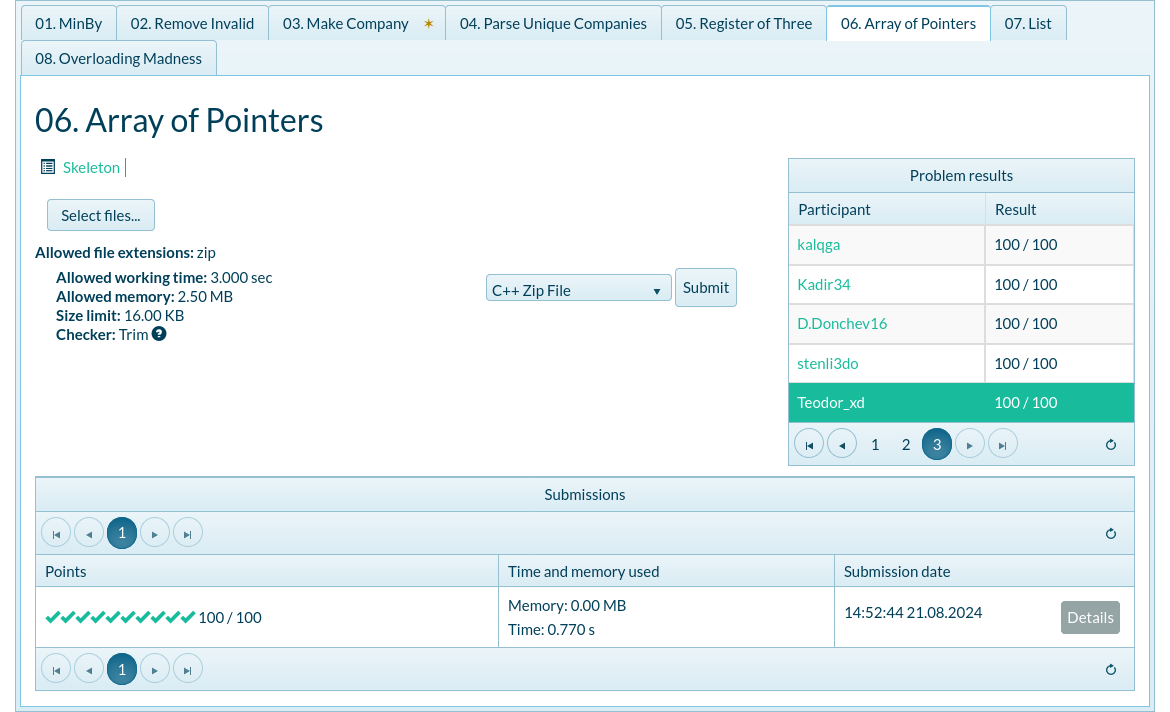 01. MinBy 02. Remove Invalid 03. Make Company 04. Parse Unique Companies 05. Register of Three 06. Array of Pointers 07. List
08. Overloading Madness
06. Array of Pointers
Skeleton
Select files...
Allowed file extensions: zip
Allowed working time: 3.000 sec
Allowed memory: 2.50 MB
Size limit: 16.00 KB
Checker: Trim ?
C++ Zip File
Submit
Problem results
Participant Result
kalqga 100 / 100
Kadir34 100 / 100
D.Donchev16 100 / 100
stenli3do 100 / 100
Teodor_xd 100 / 100
1 2 3
Submissions
1
Points Time and memory used Submission date
100 / 100 Memory: 0.00 MB 14:52:44 21.08.2024 Details
Time: 0.770 s
1